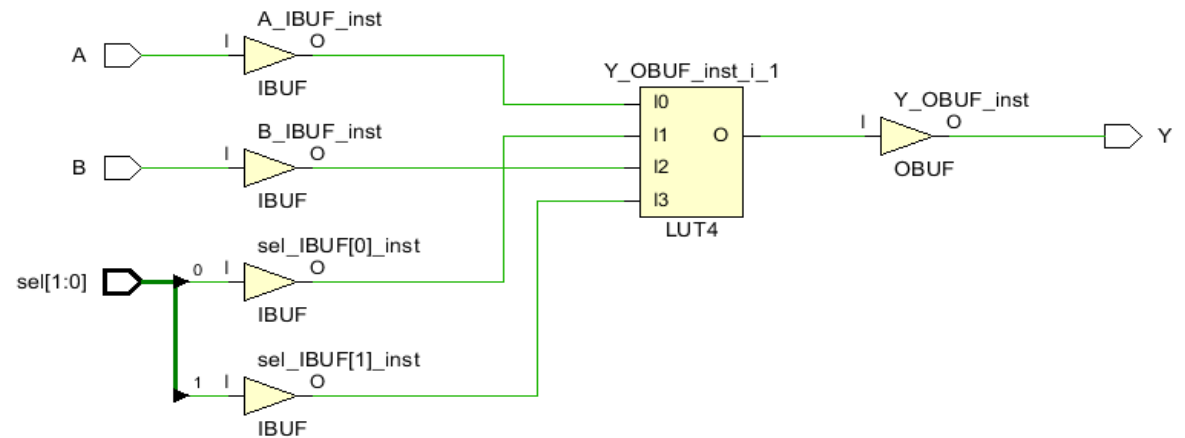 A_IBUF_inst
A
I
O
IBUF
Y_OBUF_inst_i_1
I0
I1
I2
I3
O
LUT4
Y_OBUF_inst
I
O
OBUF
Y
B_IBUF_inst
B
I
O
IBUF
sel_IBUF[0]_inst
sel[1:0]
0
I
O
IBUF
sel_IBUF[1]_inst
1
I
O
IBUF